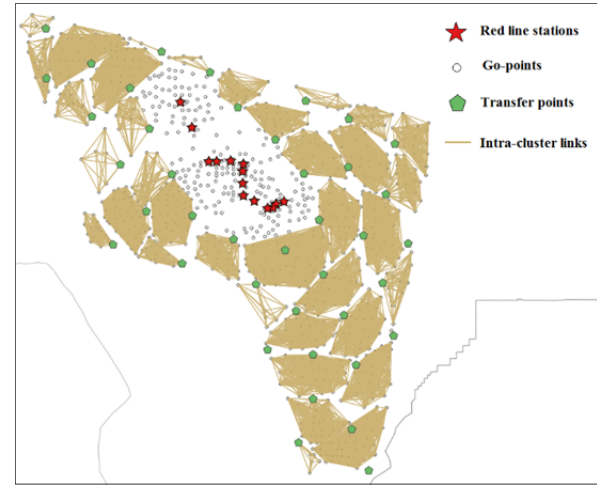 Red line stations
Go-points
Transfer points
Intra-cluster links